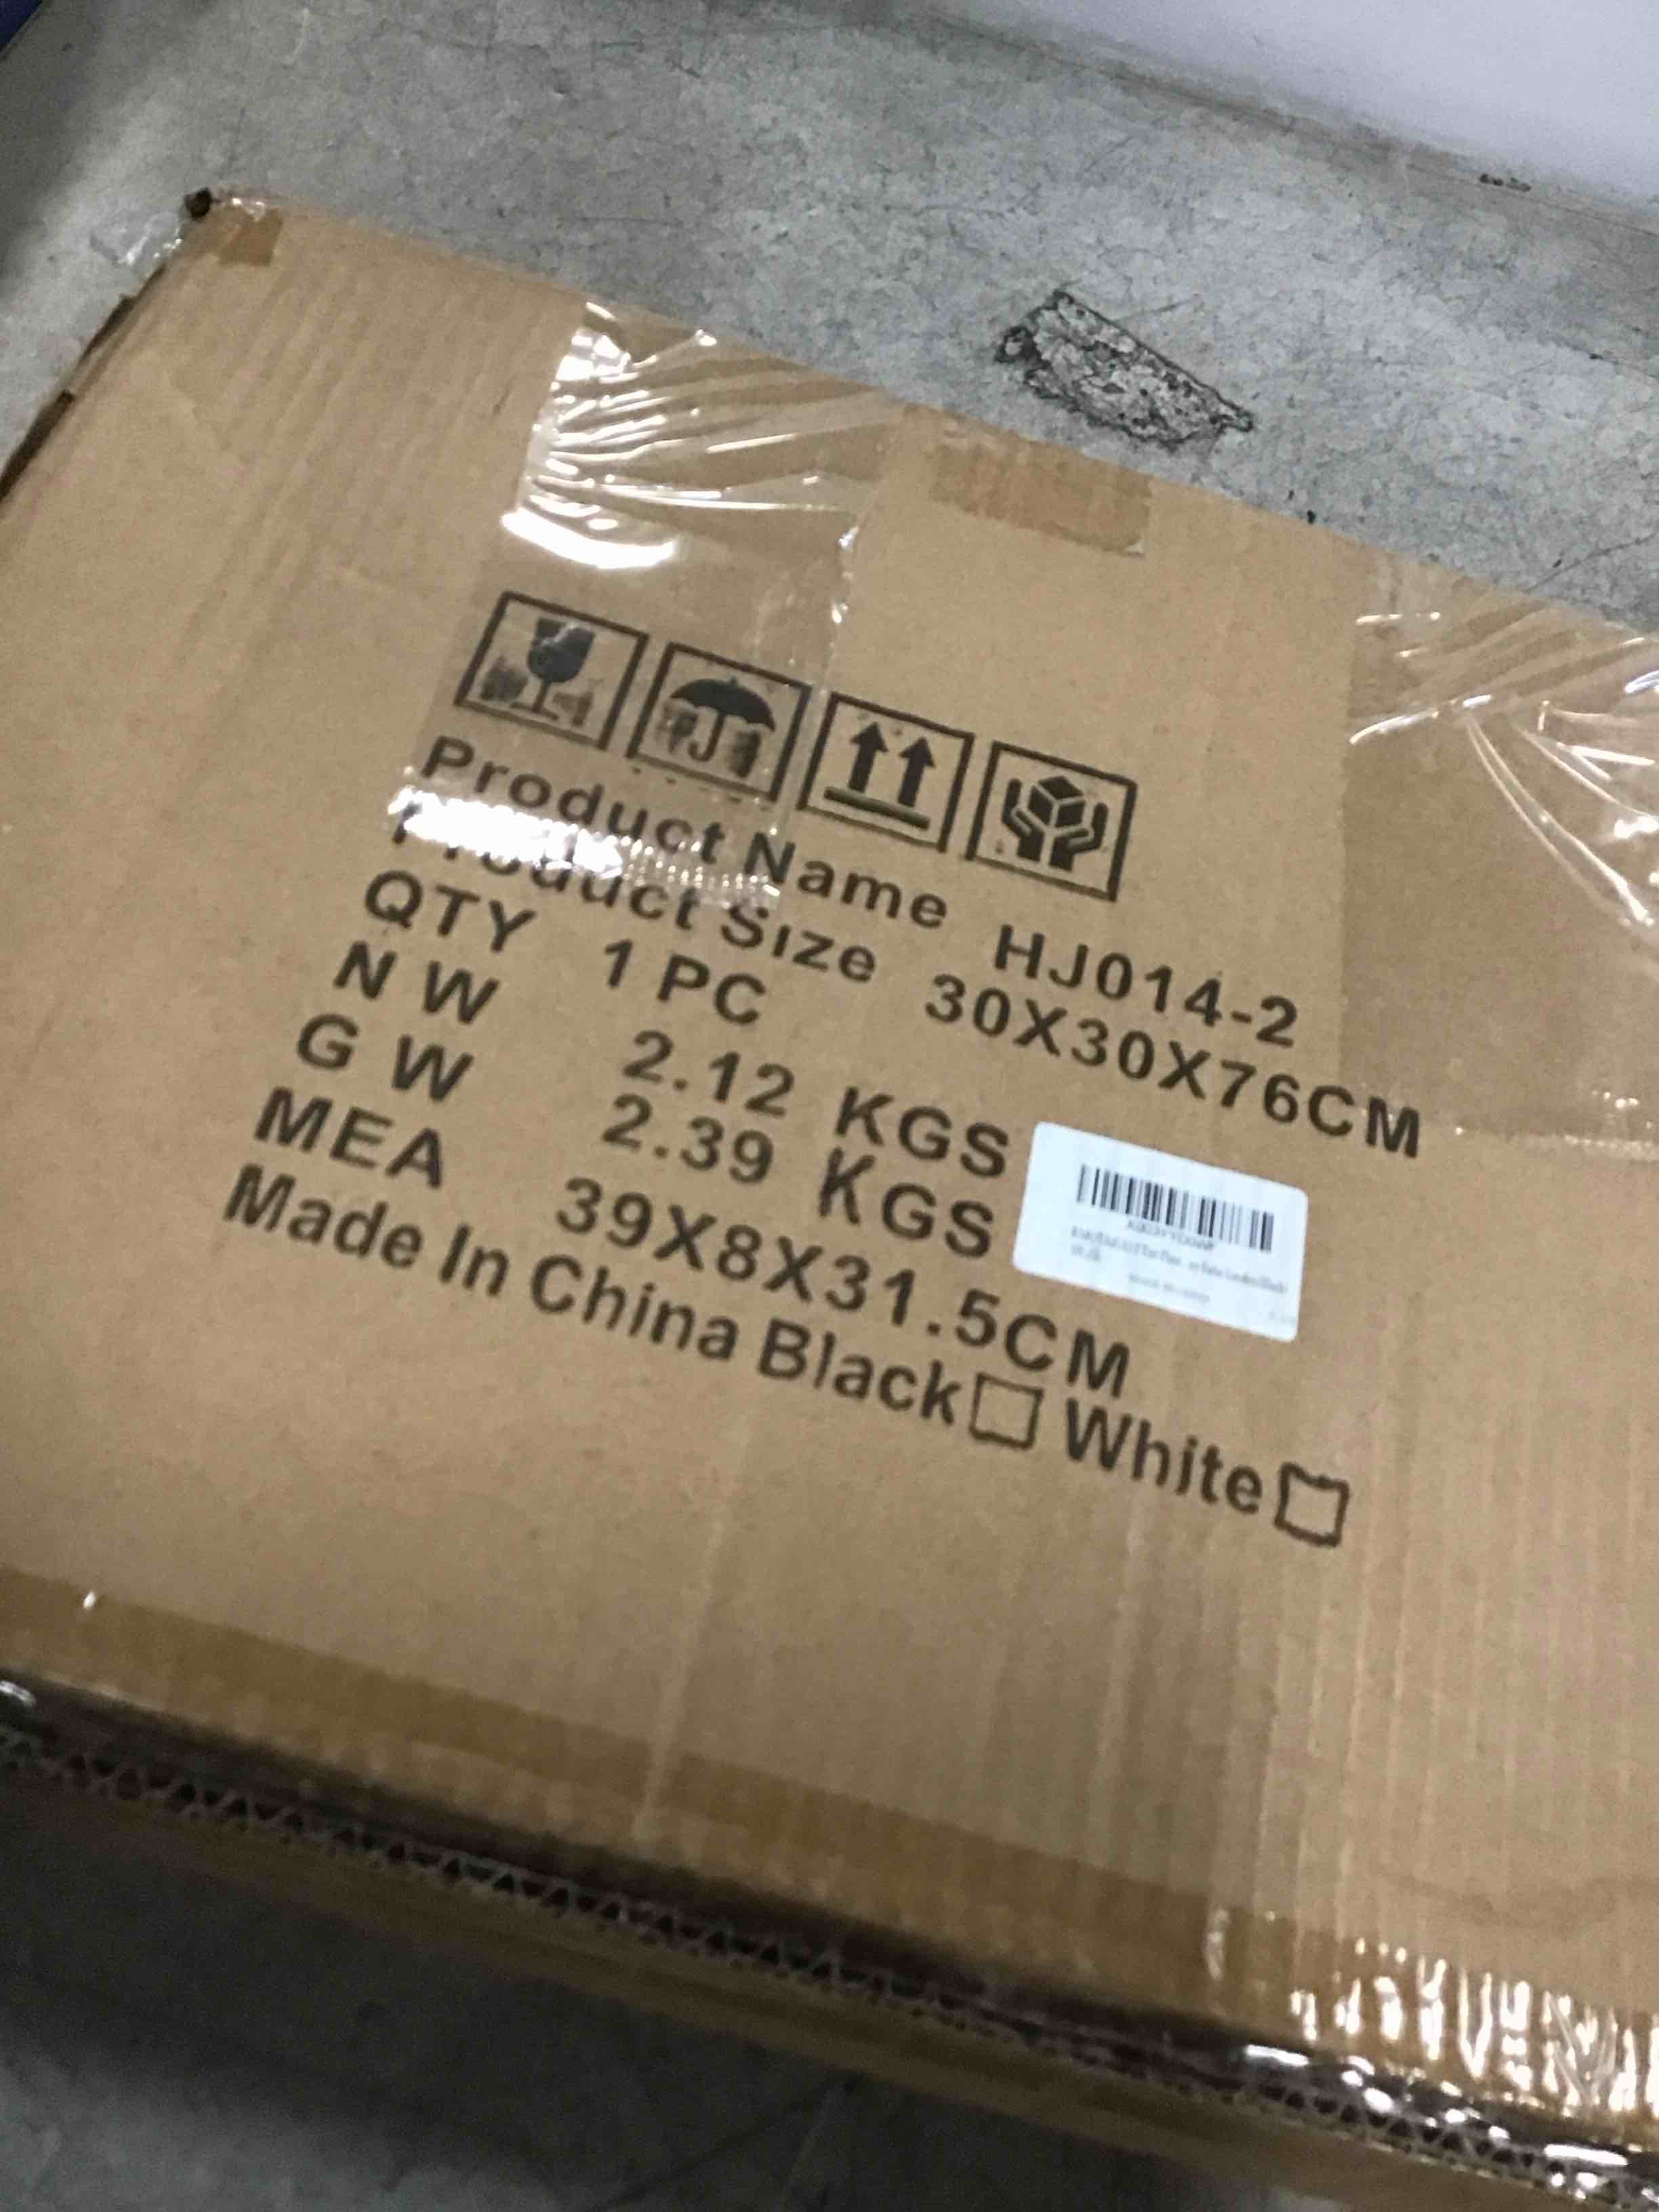 Product Name HJ014-2
Product Size 30X30X76CM
QTY 1 PC
N W 2.12 KGS
G W 2.39 KGS
MEA 39X8X31.5CM
Made In China Black White